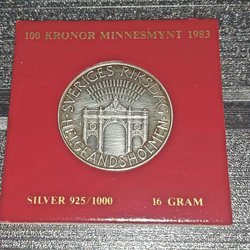 100 KRONOR MINNESMYNT 1983
SVERIGES RIKSDAG
HELGEANDSHOLMEN
SILVER 925/1000 16 GRAM